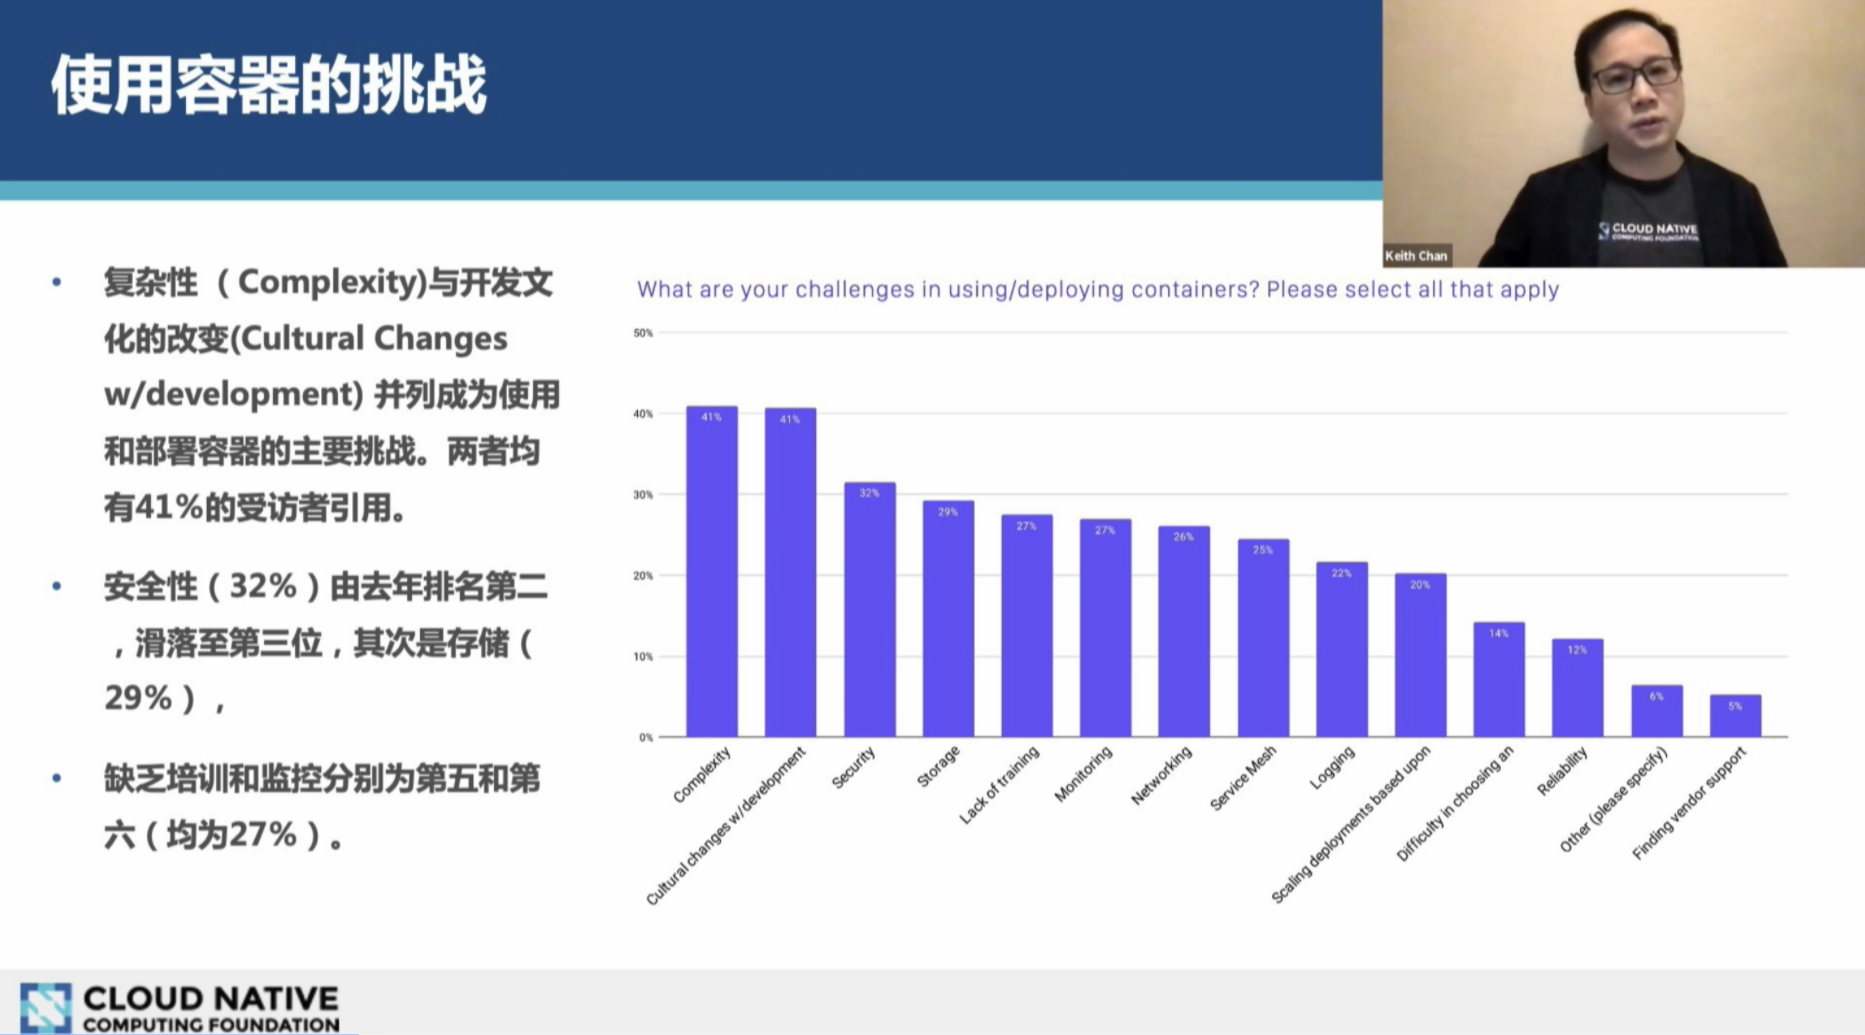 使用容器的挑战
CLOUD NATIVE
COMPUTING FOUNDATION
Keith Chan
• 复杂性 ( Complexity)与开发文
化的改变(Cultural Changes
w/development) 并列成为使用
和部署容器的主要挑战。两者均
有41%的受访者引用。
• 安全性 ( 32% ) 由去年排名第二
，滑落至第三位，其次是存储 (
29% ) ，
• 缺乏培训和监控分别为第五和第
六 ( 均为27% ) 。
What are your challenges in using/deploying containers? Please select all that apply
50%
40%
30%
20%
10%
0%
41%
41%
32%
29%
27%
27%
26%
25%
22%
20%
14%
12%
6%
5%
Complexity
Cultural changes w/development
Security
Storage
Lack of training
Monitoring
Networking
Service Mesh
Logging
Scaling deployments based upon
Difficulty in choosing an
Reliability
Other (please specify)
Finding vendor support
CLOUD NATIVE
COMPUTING FOUNDATION